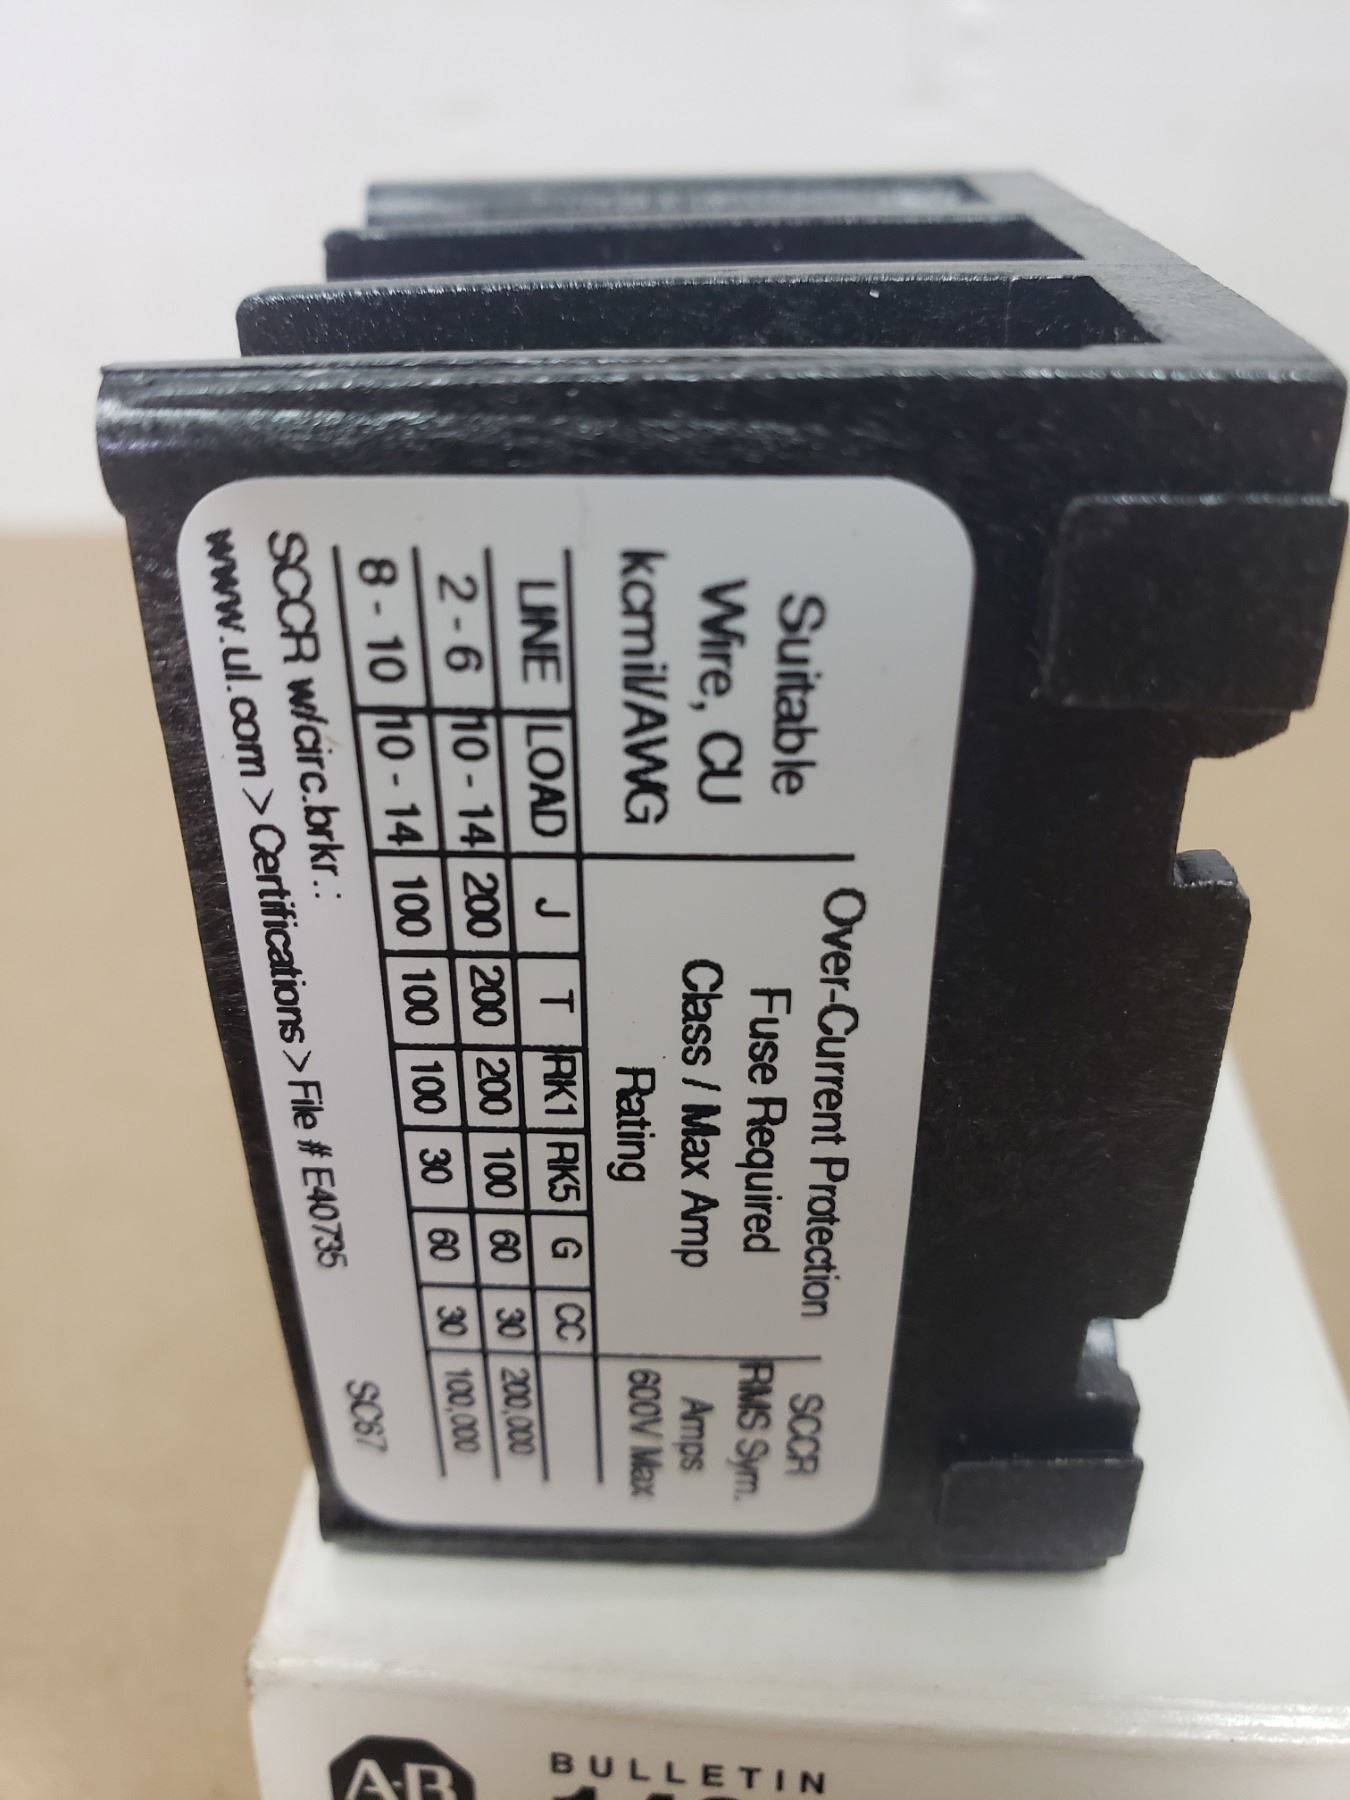 Suitable
Wire, CU
kcmil/AWG
Over-Current Protection
Fuse Required
Class / Max Amp
Rating
SCCR
RMS Sym.
Amps
600V Max
LINE LOAD J T RK1 RK5 G CC
2 - 6 10 - 14 200 200 200 100 60 30 200,000
8 - 10 10 - 14 100 100 100 30 60 30 100,000
SCCR w/circ.brkr.:
www.ul.com > Certifications > File # E40735
SC67
A-B
BULLETIN